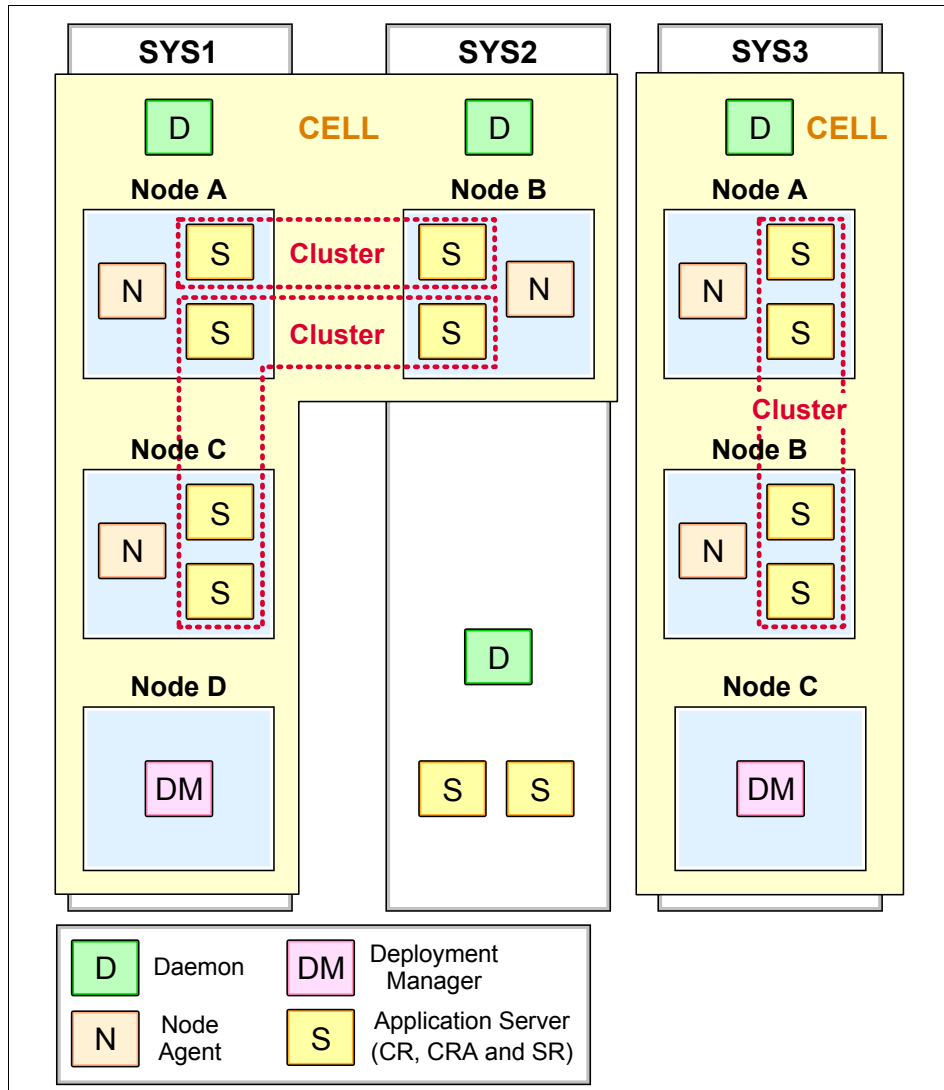 SYS1
SYS2
SYS3
D
CELL
D
D
CELL
Node A
Node B
Node A
S
Cluster
S
S
N
N
N
S
Cluster
S
S
Cluster
Node C
Node B
S
S
N
N
S
S
D
Node D
Node C
DM
S
S
DM
D
Daemon
DM
Deployment
Manager
N
Node
Agent
S
Application Server
(CR, CRA and SR)